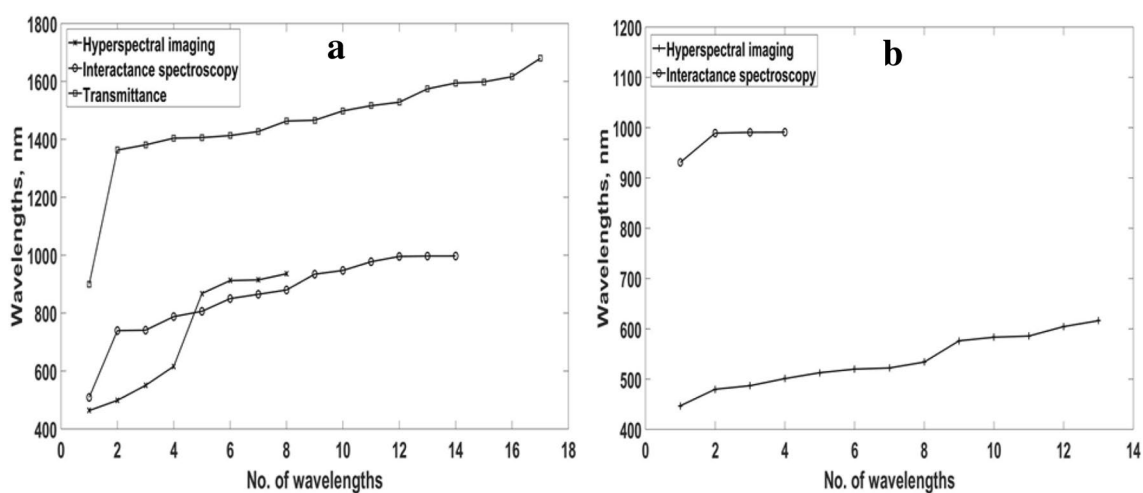 a
Hyperspectral imaging
Interactance spectroscopy
Transmittance
1800
1600
1400
1200
1000
800
600
400
0 2 4 6 8 10 12 14 16 18
Wavelengths, nm
No. of wavelengths
b
Hyperspectral imaging
Interactance spectroscopy
1200
1100
1000
900
800
700
600
500
400
0 2 4 6 8 10 12 14
Wavelengths, nm
No. of wavelengths